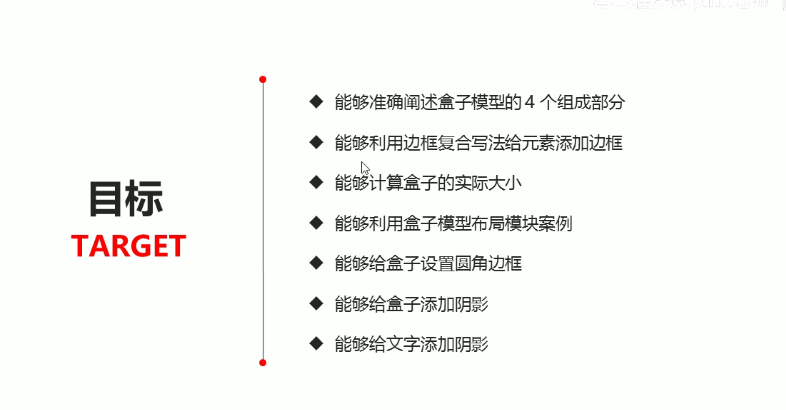 目标
TARGET
◆ 能够准确阐述盒子模型的 4 个组成部分
◆ 能够利用边框复合写法给元素添加边框
◆ 能够计算盒子的实际大小
◆ 能够利用盒子模型布局模块案例
◆ 能够给盒子设置圆角边框
◆ 能够给盒子添加阴影
◆ 能够给文字添加阴影